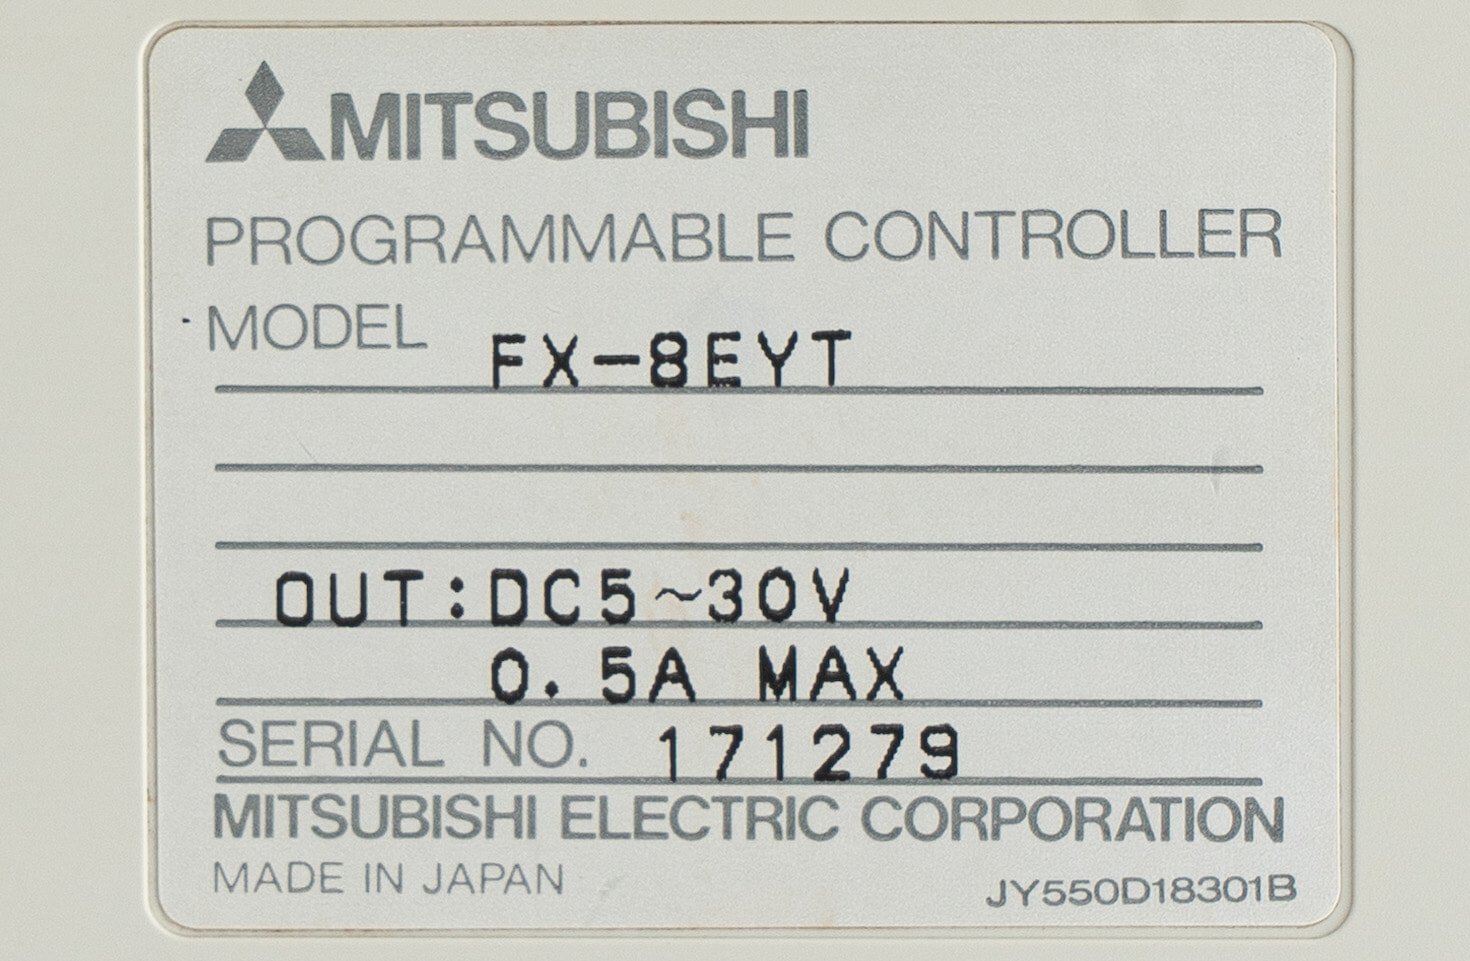 MITSUBISHI
PROGRAMMABLE CONTROLLER
MODEL FX-8EYT
OUT:DC5~30V
0.5A MAX
SERIAL NO. 171279
MITSUBISHI ELECTRIC CORPORATION
MADE IN JAPAN JY550D18301B